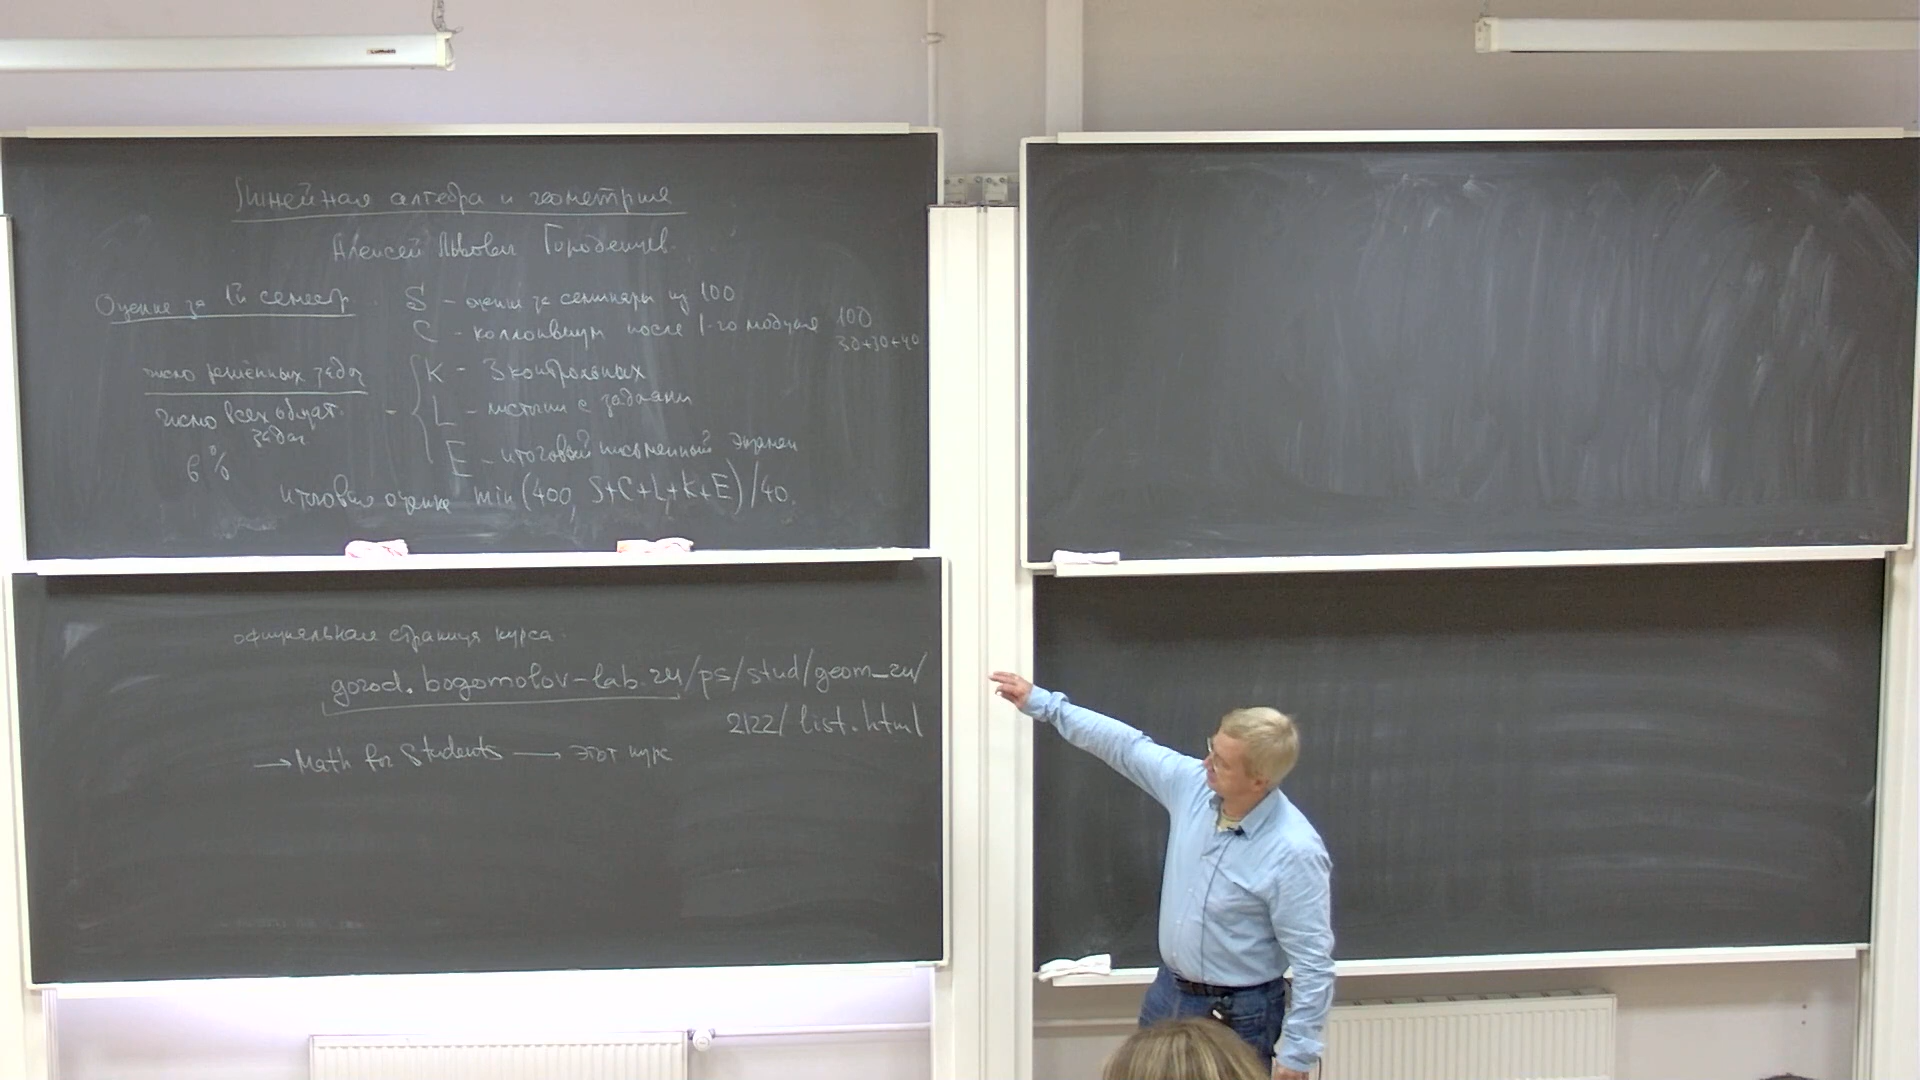 Линейная алгебра и геометрия
Алексей Львович Городенцев.
Оценка за 1й семестр
S - оценка за семинары из 100
C - коллоквиум после 1-го модуля 100
30+30+40
число решённых задач
число всех обязат. задач
в %
K - 3 контрольных
L - листочки с задачами
E - итоговый письменный экзамен
итоговая оценка min(400, S+C+L+K+E)/40.
официальная страница курса:
gorod.bogomolov-lab.ru/ps/stud/geom_ru/
2122/list.html
→ Math for Students → этот курс